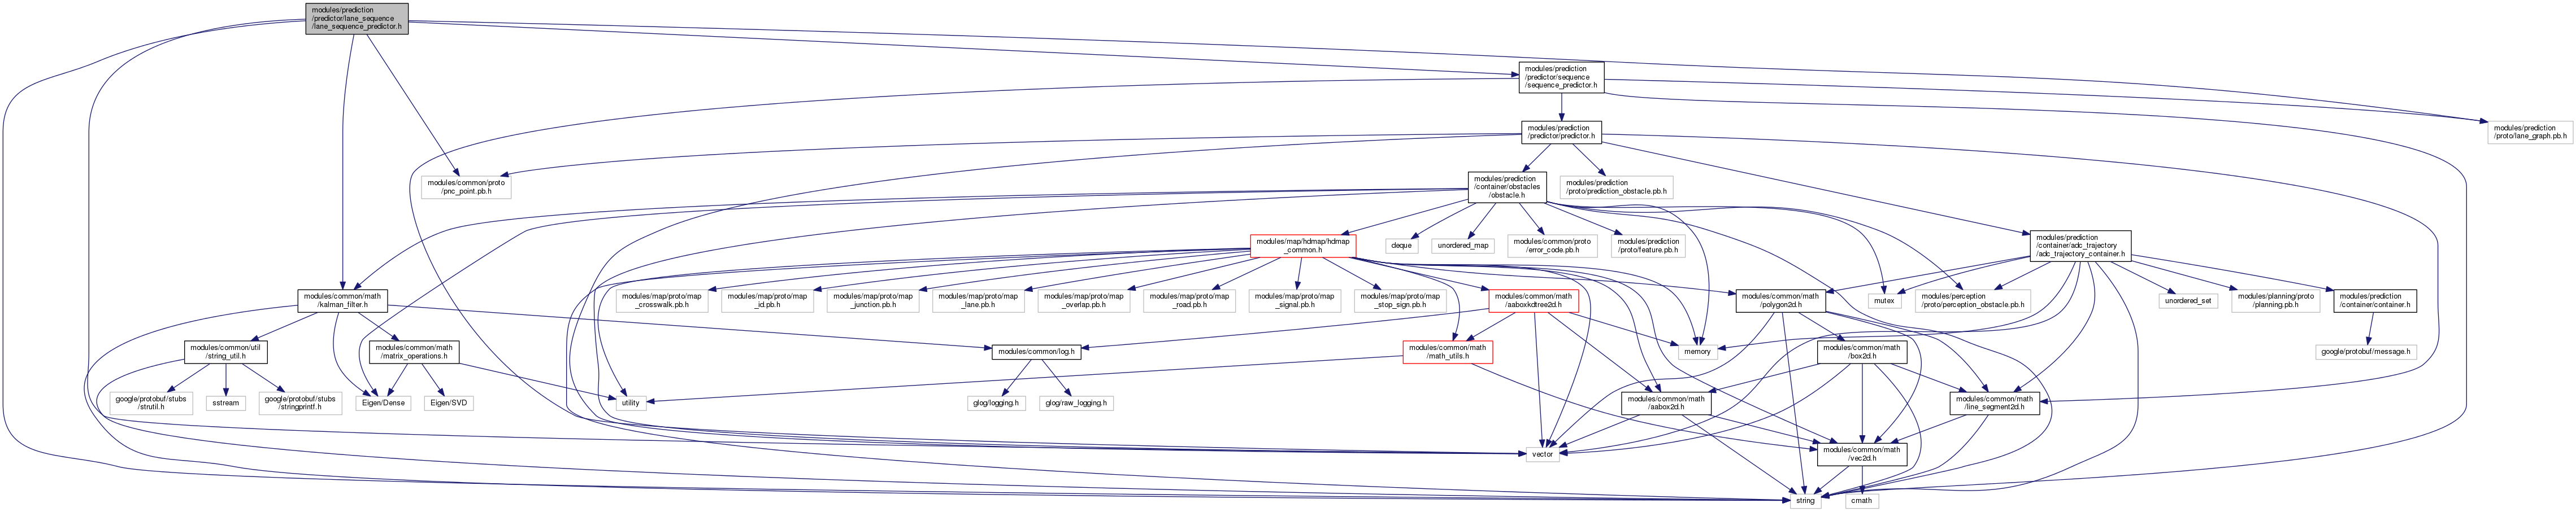 modules/prediction
/predictor/lane_sequence
/lane_sequence_predictor.h
modules/prediction
/predictor/sequence
/sequence_predictor.h
modules/prediction
/predictor/predictor.h
modules/prediction
/proto/lane_graph.pb.h
modules/common/proto
/pnc_point.pb.h
modules/prediction
/container/obstacles
/obstacle.h
modules/prediction
/proto/prediction_obstacle.pb.h
modules/map/hdmap/hdmap
_common.h
deque
unordered_map
modules/common/proto
/error_code.pb.h
modules/prediction
/proto/feature.pb.h
modules/prediction
/container/adc_trajectory
/adc_trajectory_container.h
modules/common/math
/kalman_filter.h
modules/map/proto/map
_crosswalk.pb.h
modules/map/proto/map
_id.pb.h
modules/map/proto/map
_junction.pb.h
modules/map/proto/map
_lane.pb.h
modules/map/proto/map
_overlap.pb.h
modules/map/proto/map
_road.pb.h
modules/map/proto/map
_signal.pb.h
modules/map/proto/map
_stop_sign.pb.h
modules/common/math
/aaboxkdtree2d.h
modules/common/math
/polygon2d.h
mutex
modules/perception
/proto/perception_obstacle.pb.h
unordered_set
modules/planning/proto
/planning.pb.h
modules/prediction
/container/container.h
modules/common/util
/string_util.h
modules/common/math
/matrix_operations.h
modules/common/log.h
modules/common/math
/math_utils.h
memory
modules/common/math
/box2d.h
google/protobuf/message.h
google/protobuf/stubs
/strutil.h
sstream
google/protobuf/stubs
/stringprintf.h
Eigen/Dense
Eigen/SVD
utility
glog/logging.h
glog/raw_logging.h
modules/common/math
/aabox2d.h
modules/common/math
/line_segment2d.h
vector
modules/common/math
/vec2d.h
string
cmath